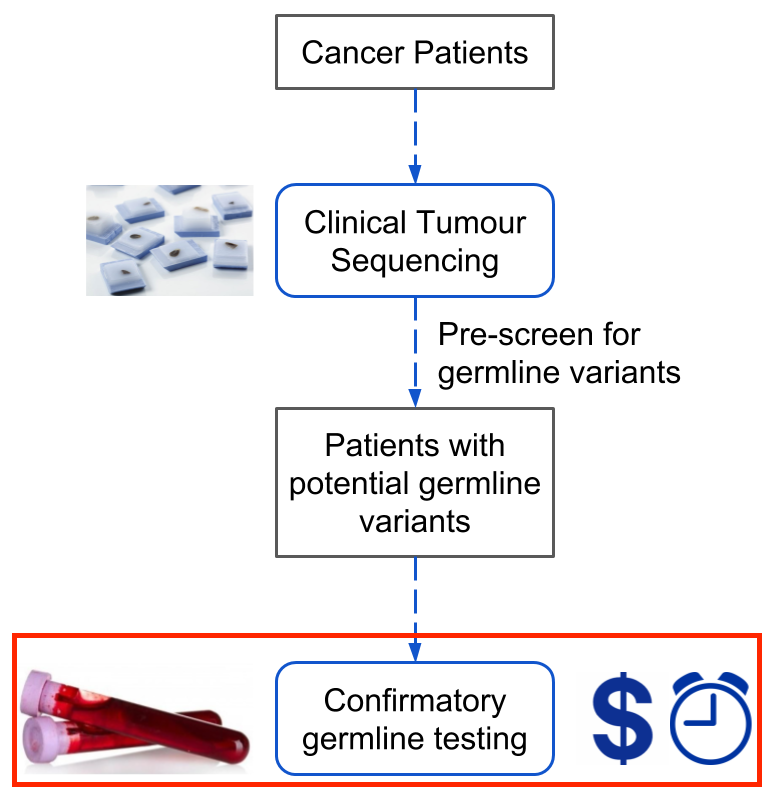 Cancer Patients
Clinical Tumour
Sequencing
Pre-screen for
germline variants
Patients with
potential germline
variants
Confirmatory
germline testing
$